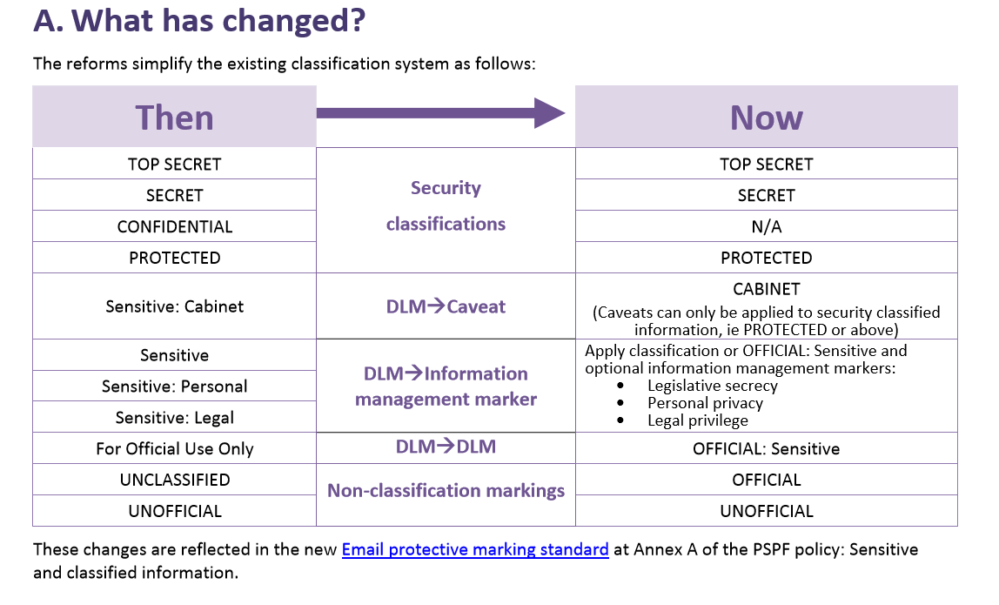 A. What has changed?
The reforms simplify the existing classification system as follows:
Then
Now
TOP SECRET
Security
classifications
TOP SECRET
SECRET
SECRET
CONFIDENTIAL
N/A
PROTECTED
PROTECTED
Sensitive: Cabinet
DLM→Caveat
CABINET
(Caveats can only be applied to security classified
information, ie PROTECTED or above)
Sensitive
Sensitive: Personal
Sensitive: Legal
DLM→Information
management marker
Apply classification or OFFICIAL: Sensitive and
optional information management markers:
• Legislative secrecy
• Personal privacy
• Legal privilege
For Official Use Only
DLM→DLM
OFFICIAL: Sensitive
UNCLASSIFIED
Non-classification markings
OFFICIAL
UNOFFICIAL
UNOFFICIAL
These changes are reflected in the new Email protective marking standard at Annex A of the PSPF policy: Sensitive
and classified information.